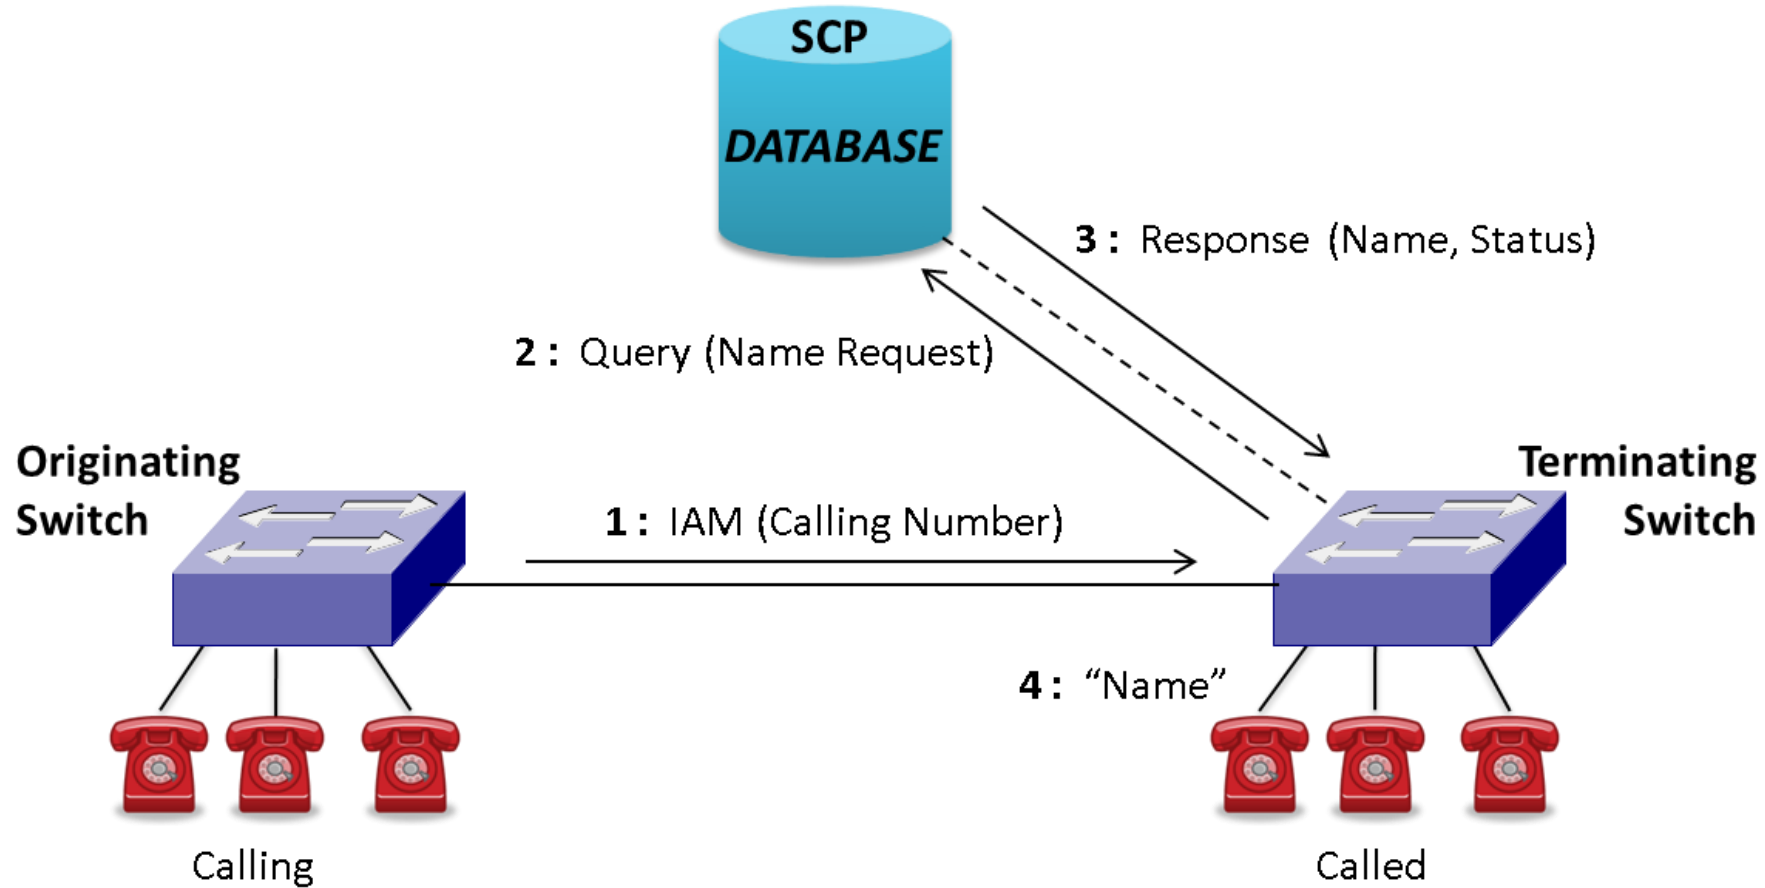 SCP
DATABASE
3 : Response (Name, Status)
2 : Query (Name Request)
Originating
Switch
1 : IAM (Calling Number)
Terminating
Switch
4 : “Name”
Calling
Called